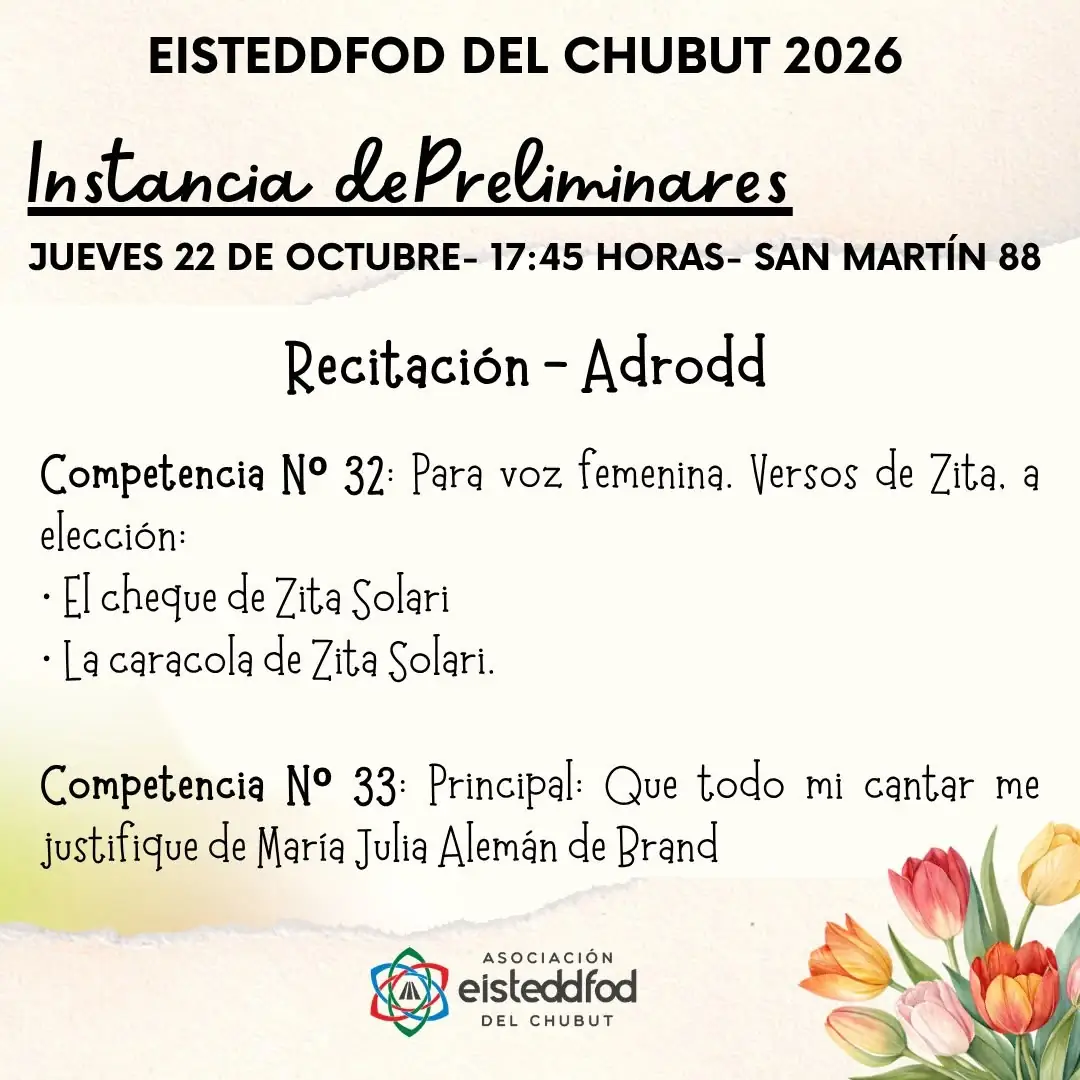 EISTEDDFOD DEL CHUBUT 2026
Instancia de Preliminares
JUEVES 22 DE OCTUBRE- 17:45 HORAS- SAN MARTÍN 88
Recitación - Adrodd
Competencia Nº 32: Para voz femenina. Versos de Zita, a
elección:
• El cheque de Zita Solari
• La caracola de Zita Solari.
Competencia Nº 33: Principal: Que todo mi cantar me
justifique de María Julia Alemán de Brand
ASOCIACIÓN
eisteddfod
DEL CHUBUT